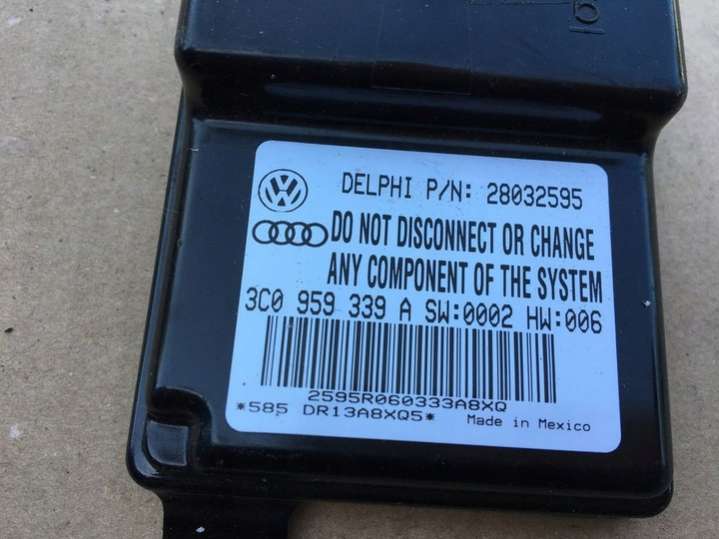 DELPHI P/N: 28032595
DO NOT DISCONNECT OR CHANGE
ANY COMPONENT OF THE SYSTEM
3C0 959 339 A SW:0002 HW:006
2595R060333A8XQ
*585 DR13A8XQ5* Made in Mexico